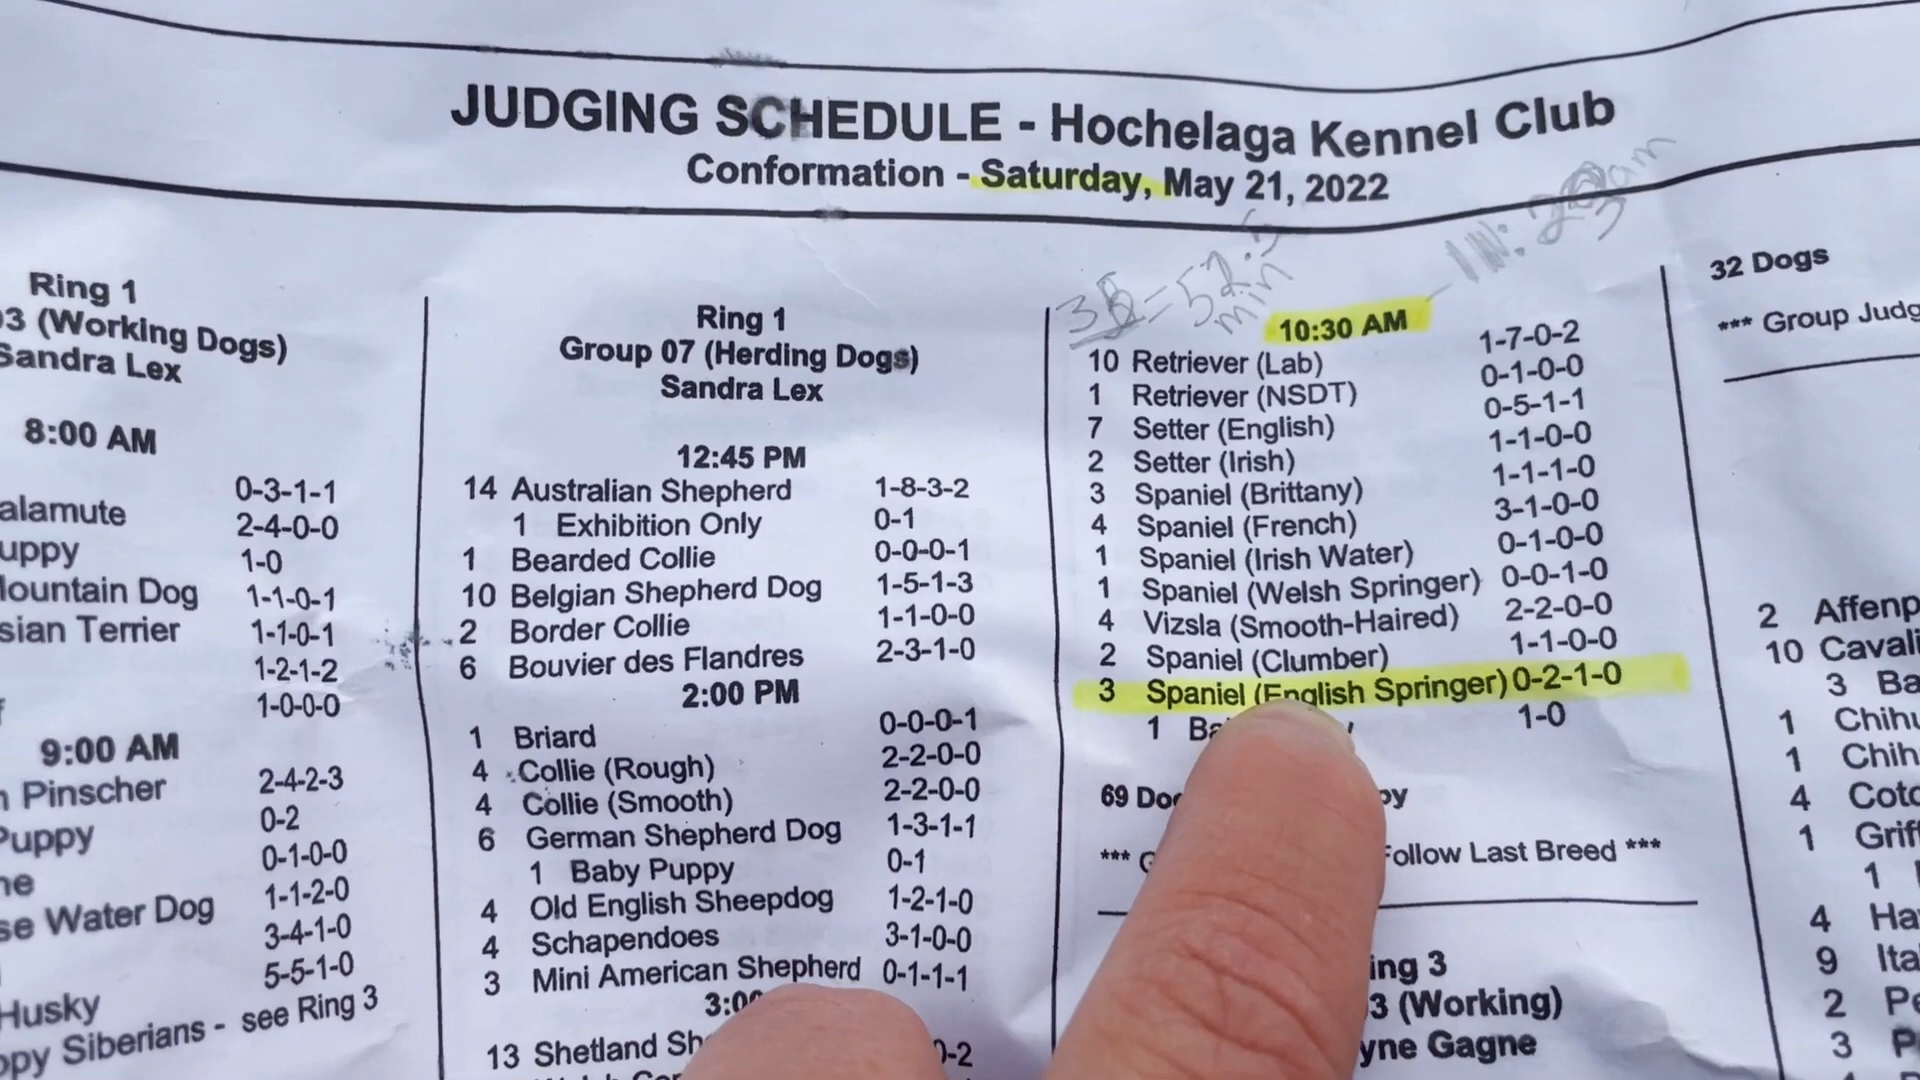 JUDGING SCHEDULE - Hochelaga Kennel Club
Conformation - Saturday, May 21, 2022
Ring 1
03 (Working Dogs)
Sandra Lex
8:00 AM
0-3-1-1
alamute 2-4-0-0
uppy 1-0
Mountain Dog 1-1-0-1
sian Terrier 1-1-0-1
1-2-1-2
1-0-0-0
9:00 AM
Pinscher 2-4-2-3
Puppy 0-2
0-1-0-0
1-1-2-0
se Water Dog 3-4-1-0
5-5-1-0
Husky
ppy Siberians - see Ring 3
Ring 1
Group 07 (Herding Dogs)
Sandra Lex
12:45 PM
14 Australian Shepherd 1-8-3-2
1 Exhibition Only 0-1
1 Bearded Collie 0-0-0-1
10 Belgian Shepherd Dog 1-5-1-3
2 Border Collie 1-1-0-0
6 Bouvier des Flandres 2-3-1-0
2:00 PM
1 Briard 0-0-0-1
4 Collie (Rough) 2-2-0-0
4 Collie (Smooth) 2-2-0-0
6 German Shepherd Dog 1-3-1-1
1 Baby Puppy 0-1
4 Old English Sheepdog 1-2-1-0
4 Schapendoes 3-1-0-0
3 Mini American Shepherd 0-1-1-1
3:00
13 Shetland Sh 0-2
= 52.5
min
- IN:
am
10:30 AM
10 Retriever (Lab) 1-7-0-2
1 Retriever (NSDT) 0-1-0-0
7 Setter (English) 0-5-1-1
2 Setter (Irish) 1-1-0-0
3 Spaniel (Brittany) 1-1-1-0
4 Spaniel (French) 3-1-0-0
1 Spaniel (Irish Water) 0-1-0-0
1 Spaniel (Welsh Springer) 0-0-1-0
4 Vizsla (Smooth-Haired) 2-2-0-0
2 Spaniel (Clumber) 1-1-0-0
3 Spaniel (English Springer) 0-2-1-0
1 Ba 1-0
69 Do py
*** G Follow Last Breed ***
ing 3
3 (Working)
yne Gagne
32 Dogs
*** Group Judg
2 Affenp
10 Cavali
3 Ba
1 Chihu
1 Chih
4 Coto
1 Griff
1
4 Ha
9 Ita
2 Pe
3 P